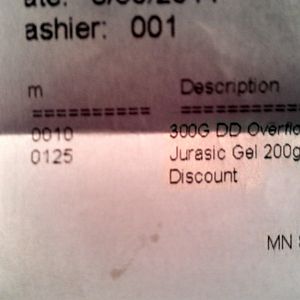 ashier: 001
m Description
========== ==========
0010 300G DD Overflo
0125 Jurasic Gel 200g
Discount
MN